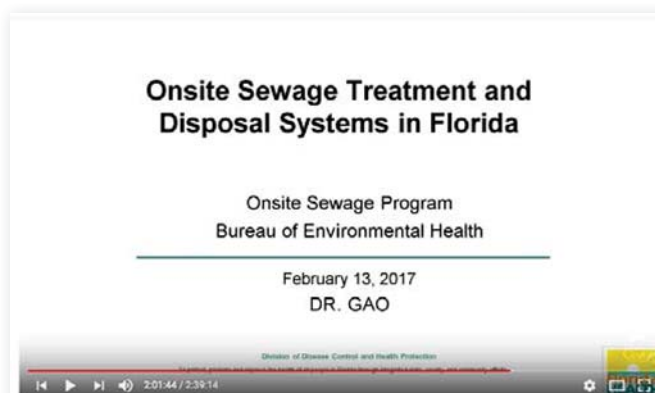 Onsite Sewage Treatment and
Disposal Systems in Florida
Onsite Sewage Program
Bureau of Environmental Health
February 13, 2017
DR. GAO
Division of Disease Control and Health Protection
2:01:44 / 2:39:14